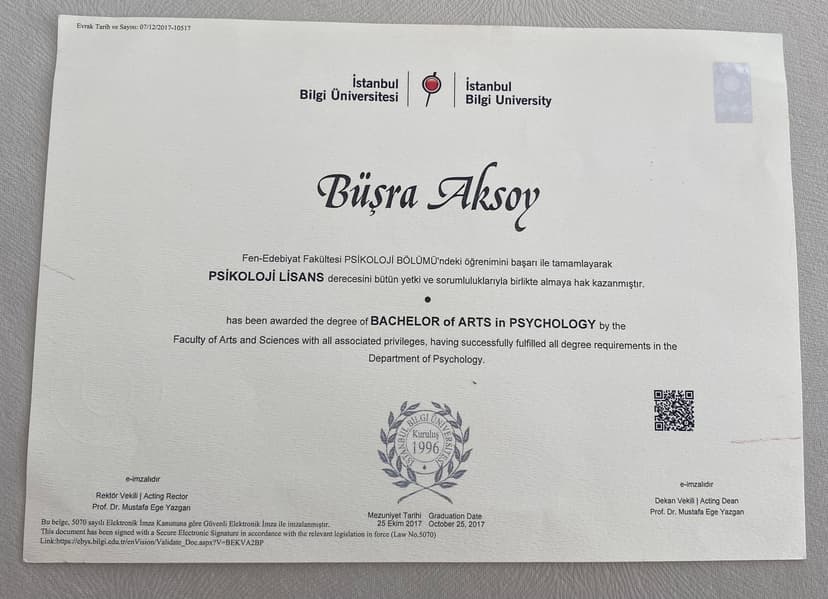 Evrak Tarih ve Sayısı: 07/12/2017-10517
İstanbul
Bilgi Üniversitesi
İstanbul
Bilgi University
Büşra Aksoy
Fen-Edebiyat Fakültesi PSİKOLOJİ BÖLÜMÜ'ndeki öğrenimini başarı ile tamamlayarak
PSİKOLOJİ LİSANS derecesini bütün yetki ve sorumluluklarıyla birlikte almaya hak kazanmıştır.
has been awarded the degree of BACHELOR of ARTS in PSYCHOLOGY by the
Faculty of Arts and Sciences with all associated privileges, having successfully fulfilled all degree requirements in the
Department of Psychology.
İSTANBUL BİLGİ ÜNİVERSİTESİ
Kuruluş
1996
e-imzalıdır
Rektör Vekili | Acting Rector
Prof. Dr. Mustafa Ege Yazgan
Mezuniyet Tarihi Graduation Date
25 Ekim 2017 October 25, 2017
e-imzalıdır
Dekan Vekili | Acting Dean
Prof. Dr. Mustafa Ege Yazgan
Bu belge, 5070 sayılı Elektronik İmza Kanununa göre Güvenli Elektronik İmza ile imzalanmıştır.
This document has been signed with a Secure Electronic Signature in accordance with the relevant legislation in force (Law No.5070)
Link:https://ebys.bilgi.edu.tr/enVision/Validate_Doc.aspx?V=BEKVA2BP